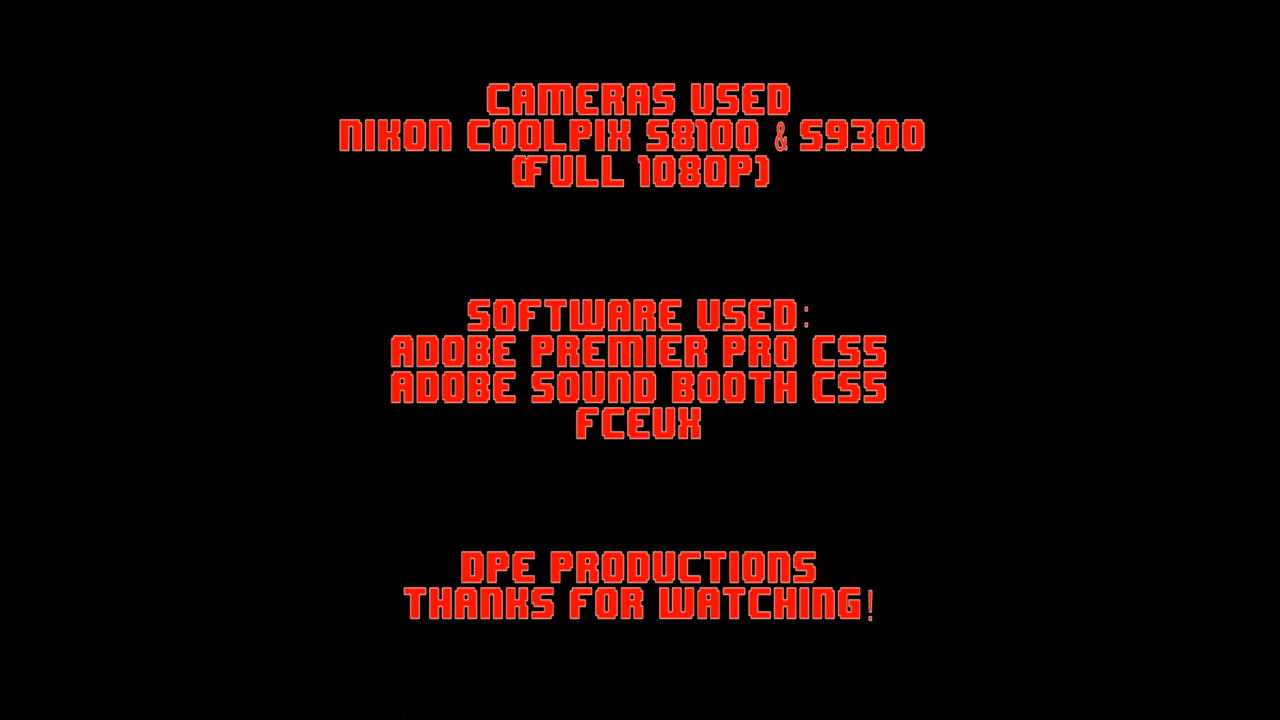 CAMERAS USED
NIKON COOLPIX S8100 & S9300
(FULL 1080P)
SOFTWARE USED:
ADOBE PREMIER PRO CS5
ADOBE SOUND BOOTH CS5
FCEUX
DPE PRODUCTIONS
THANKS FOR WATCHING!